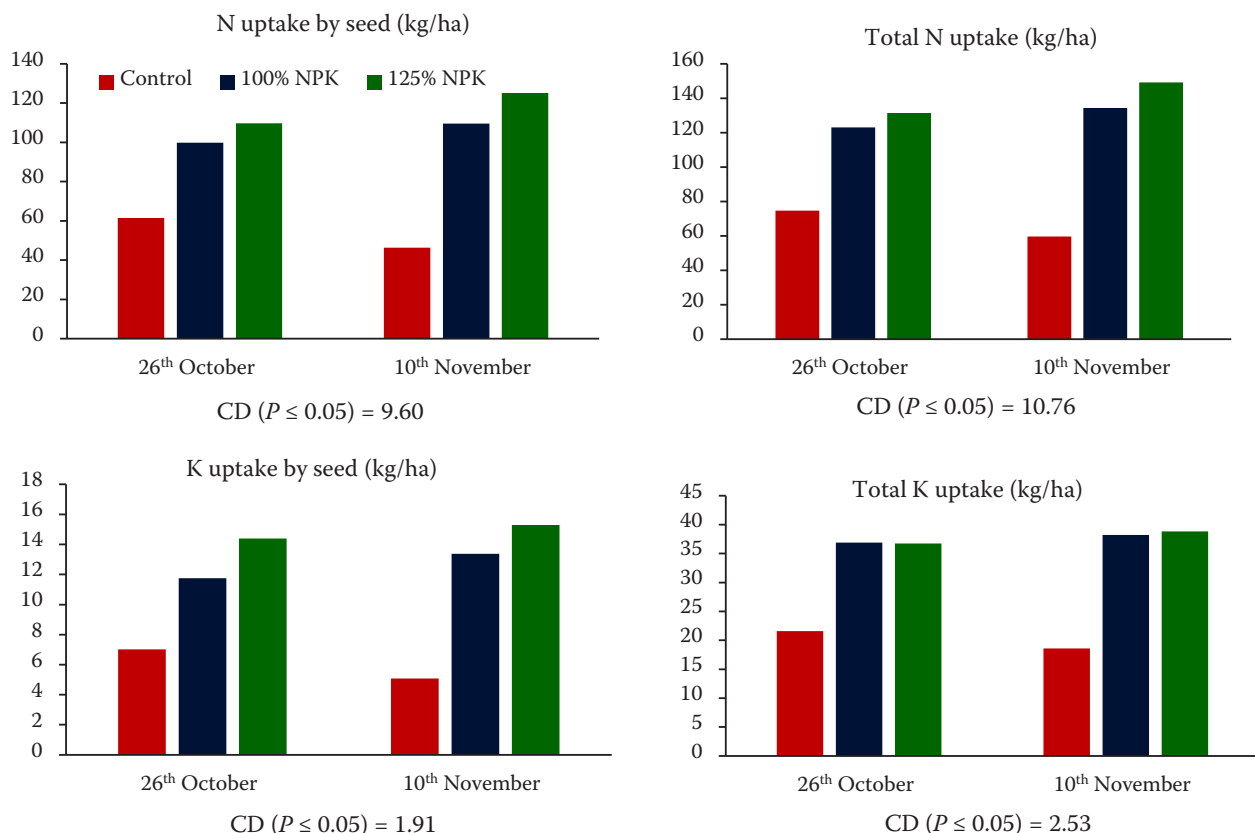 N uptake by seed (kg/ha)
140
120
100
80
60
40
20
0
Control 100% NPK 125% NPK
26th October 10th November
CD (P ≤ 0.05) = 9.60
Total N uptake (kg/ha)
160
140
120
100
80
60
40
20
0
26th October 10th November
CD (P ≤ 0.05) = 10.76
K uptake by seed (kg/ha)
18
16
14
12
10
8
6
4
2
0
26th October 10th November
CD (P ≤ 0.05) = 1.91
Total K uptake (kg/ha)
45
40
35
30
25
20
15
10
5
0
26th October 10th November
CD (P ≤ 0.05) = 2.53